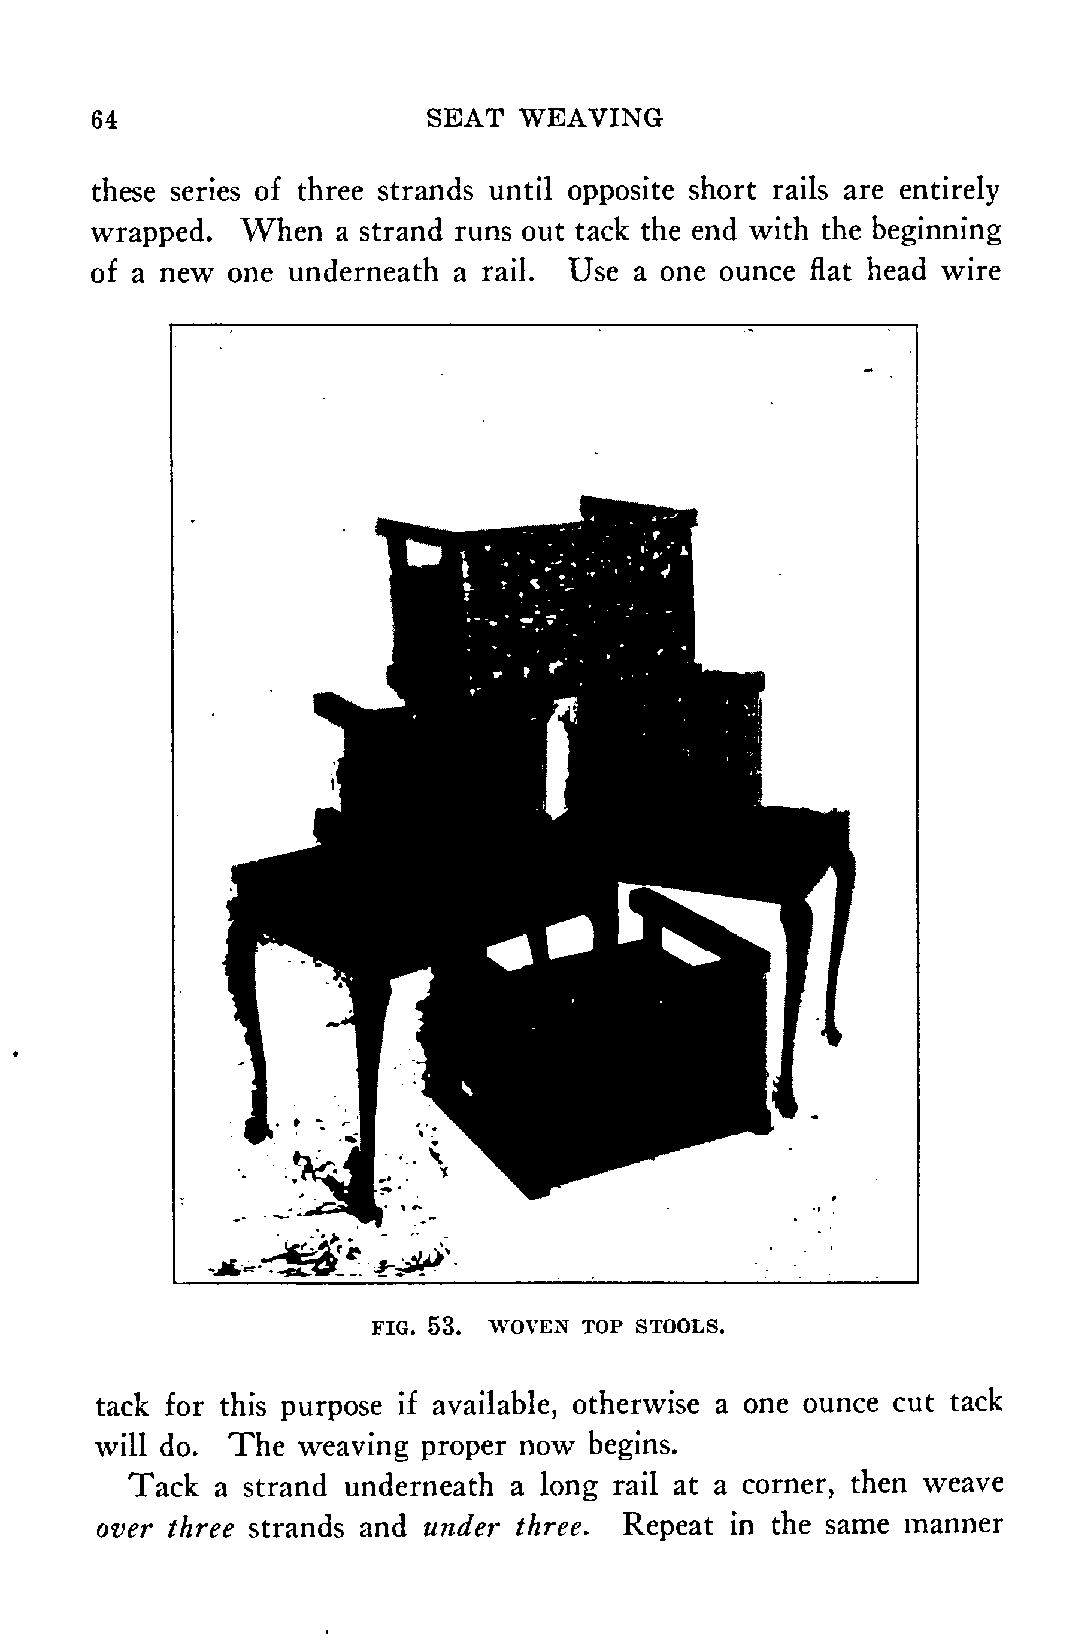 64 SEAT WEAVING
these series of three strands until opposite short rails are entirely
wrapped. When a strand runs out tack the end with the beginning
of a new one underneath a rail. Use a one ounce flat head wire
FIG. 53. WOVEN TOP STOOLS.
tack for this purpose if available, otherwise a one ounce cut tack
will do. The weaving proper now begins.
Tack a strand underneath a long rail at a corner, then weave
over three strands and under three. Repeat in the same manner